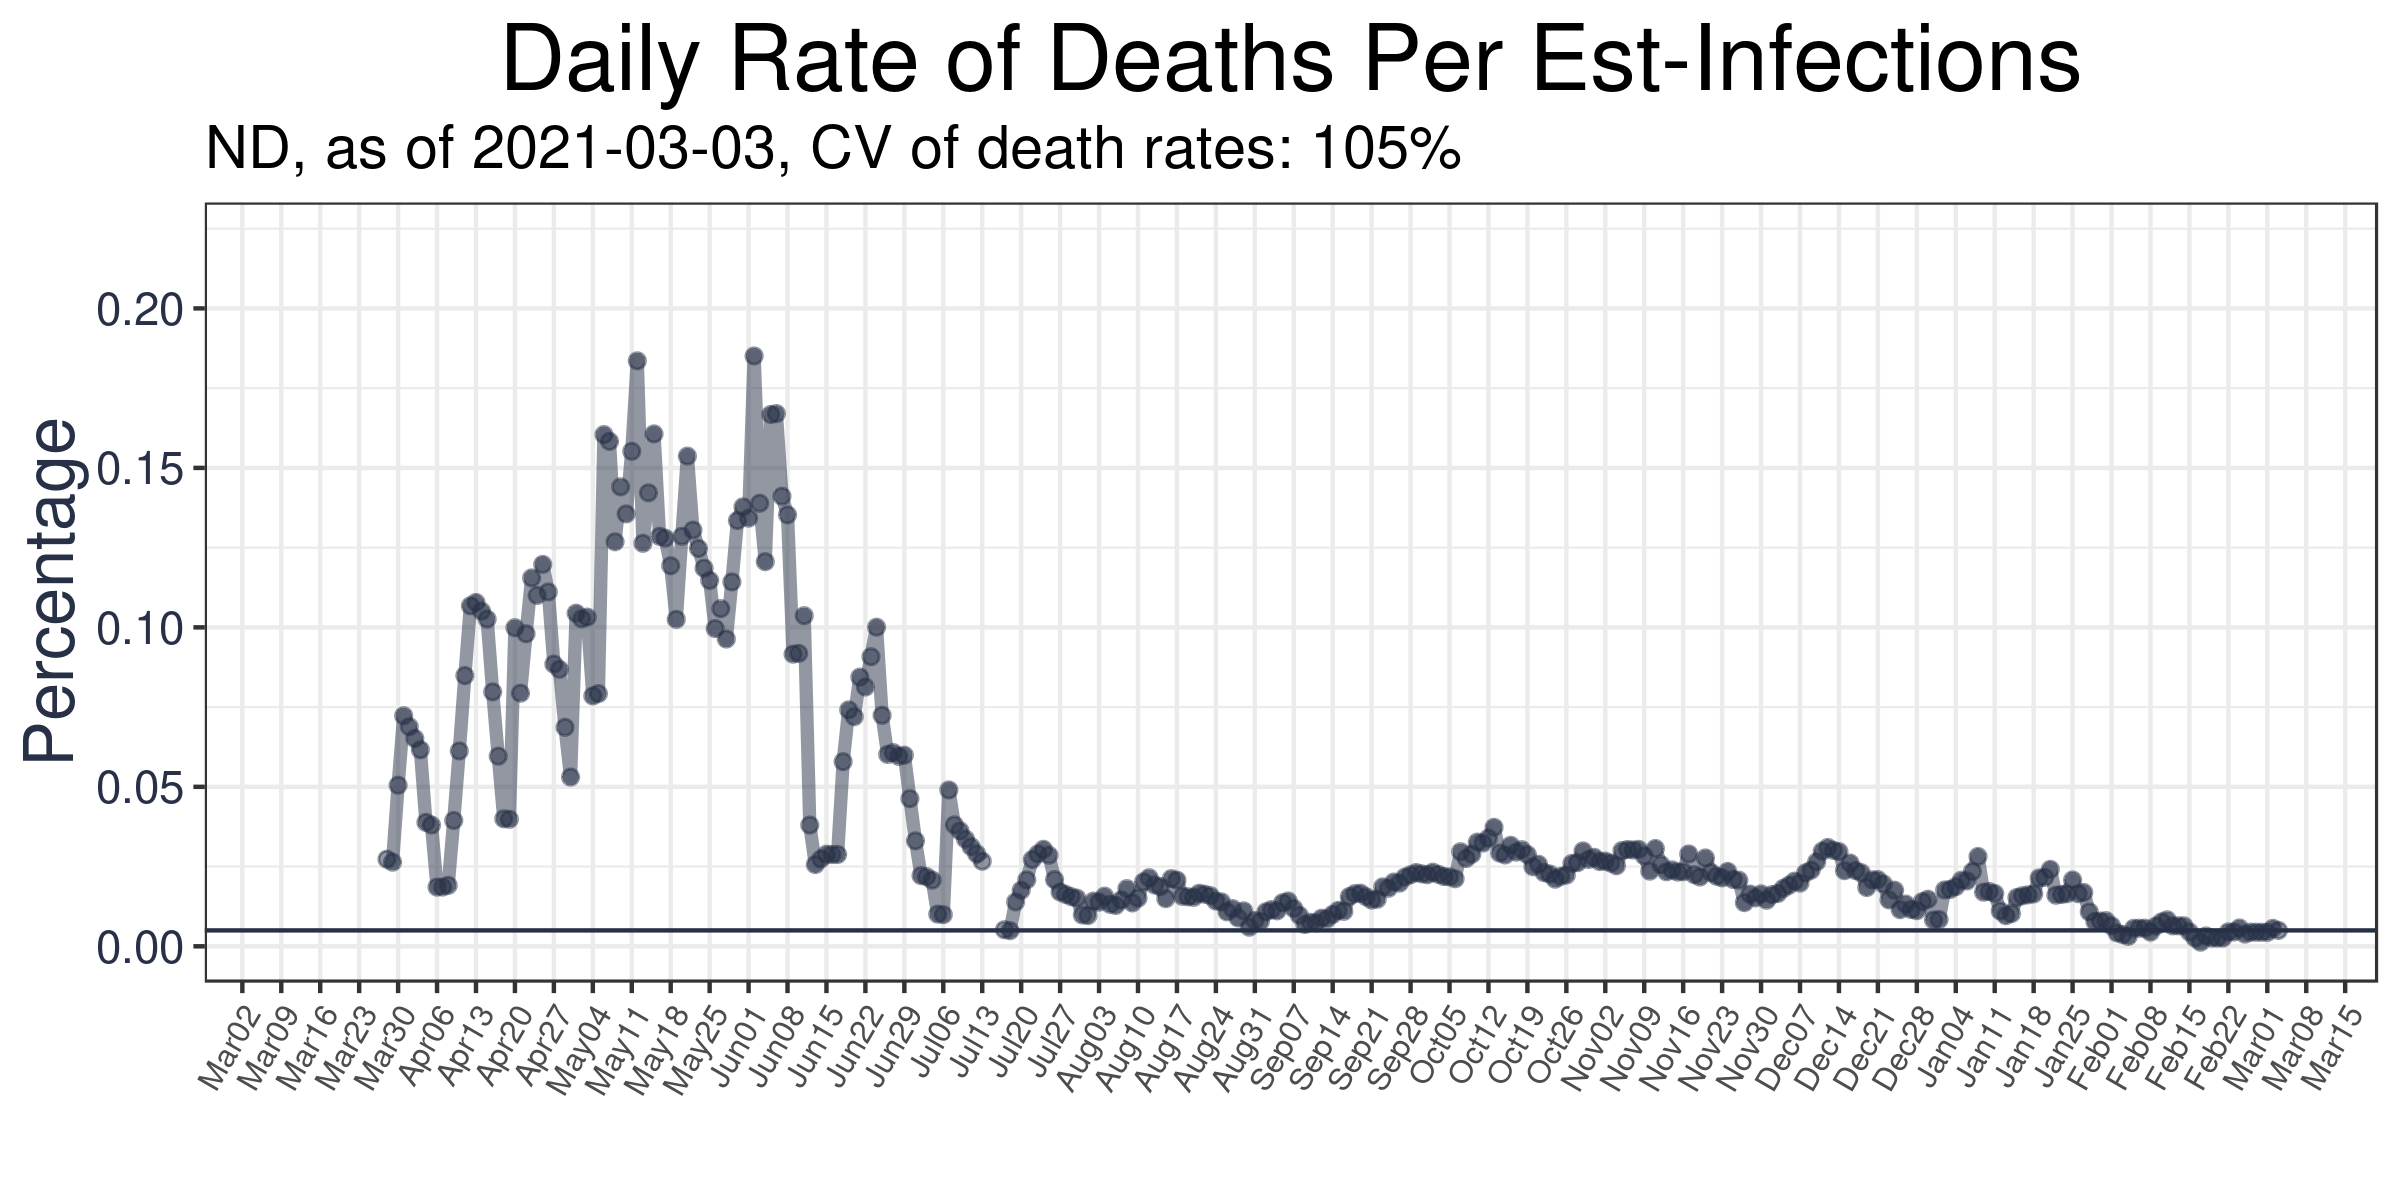 Daily Rate of Deaths Per Est-Infections
ND, as of 2021-03-03, CV of death rates: 105%
Percentage
0.20
0.15
0.10
0.05
0.00
Mar02
Mar09
Mar16
Mar23
Mar30
Apr06
Apr13
Apr20
Apr27
May04
May11
May18
May25
Jun01
Jun08
Jun15
Jun22
Jun29
Jul06
Jul13
Jul20
Jul27
Aug03
Aug10
Aug17
Aug24
Aug31
Sep07
Sep14
Sep21
Sep28
Oct05
Oct12
Oct19
Oct26
Nov02
Nov09
Nov16
Nov23
Nov30
Dec07
Dec14
Dec21
Dec28
Jan04
Jan11
Jan18
Jan25
Feb01
Feb08
Feb15
Feb22
Mar01
Mar08
Mar15